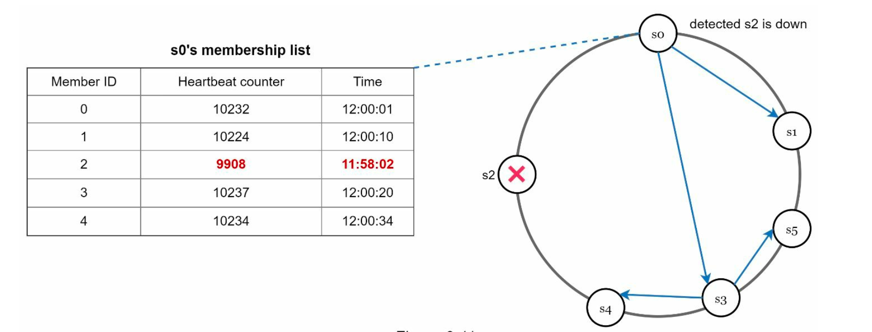 s0's membership list
Member ID Heartbeat counter Time
0 10232 12:00:01
1 10224 12:00:10
2 9908 11:58:02
3 10237 12:00:20
4 10234 12:00:34
detected s2 is down
s0
s1
s2
s5
s3
s4